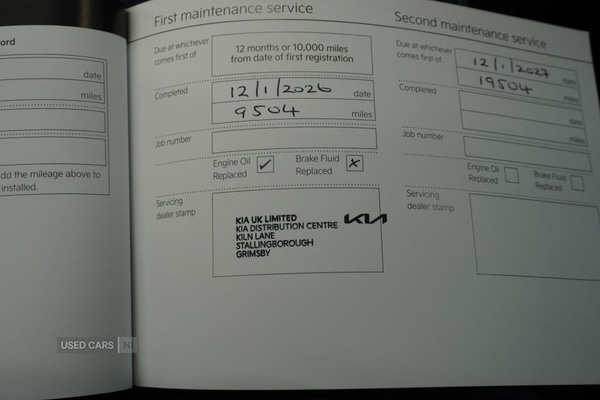 ord
date
miles
dd the mileage above to
installed.
First maintenance service
Due at whichever
comes first of
12 months or 10,000 miles
from date of first registration
Completed
12/1/2026 date
9504 miles
Job number
Engine Oil
Replaced ✓
Brake Fluid
Replaced x
Servicing
dealer stamp
KIA UK LIMITED
KIA DISTRIBUTION CENTRE
KILN LANE
STALLINGBOROUGH
GRIMSBY
KIA
Second maintenance service
Due at whichever
comes first of
12/1/2027 date
19504 miles
Completed
date
miles
Job number
Engine Oil
Replaced
Brake Fluid
Replaced
Servicing
dealer stamp
USED CARS NI